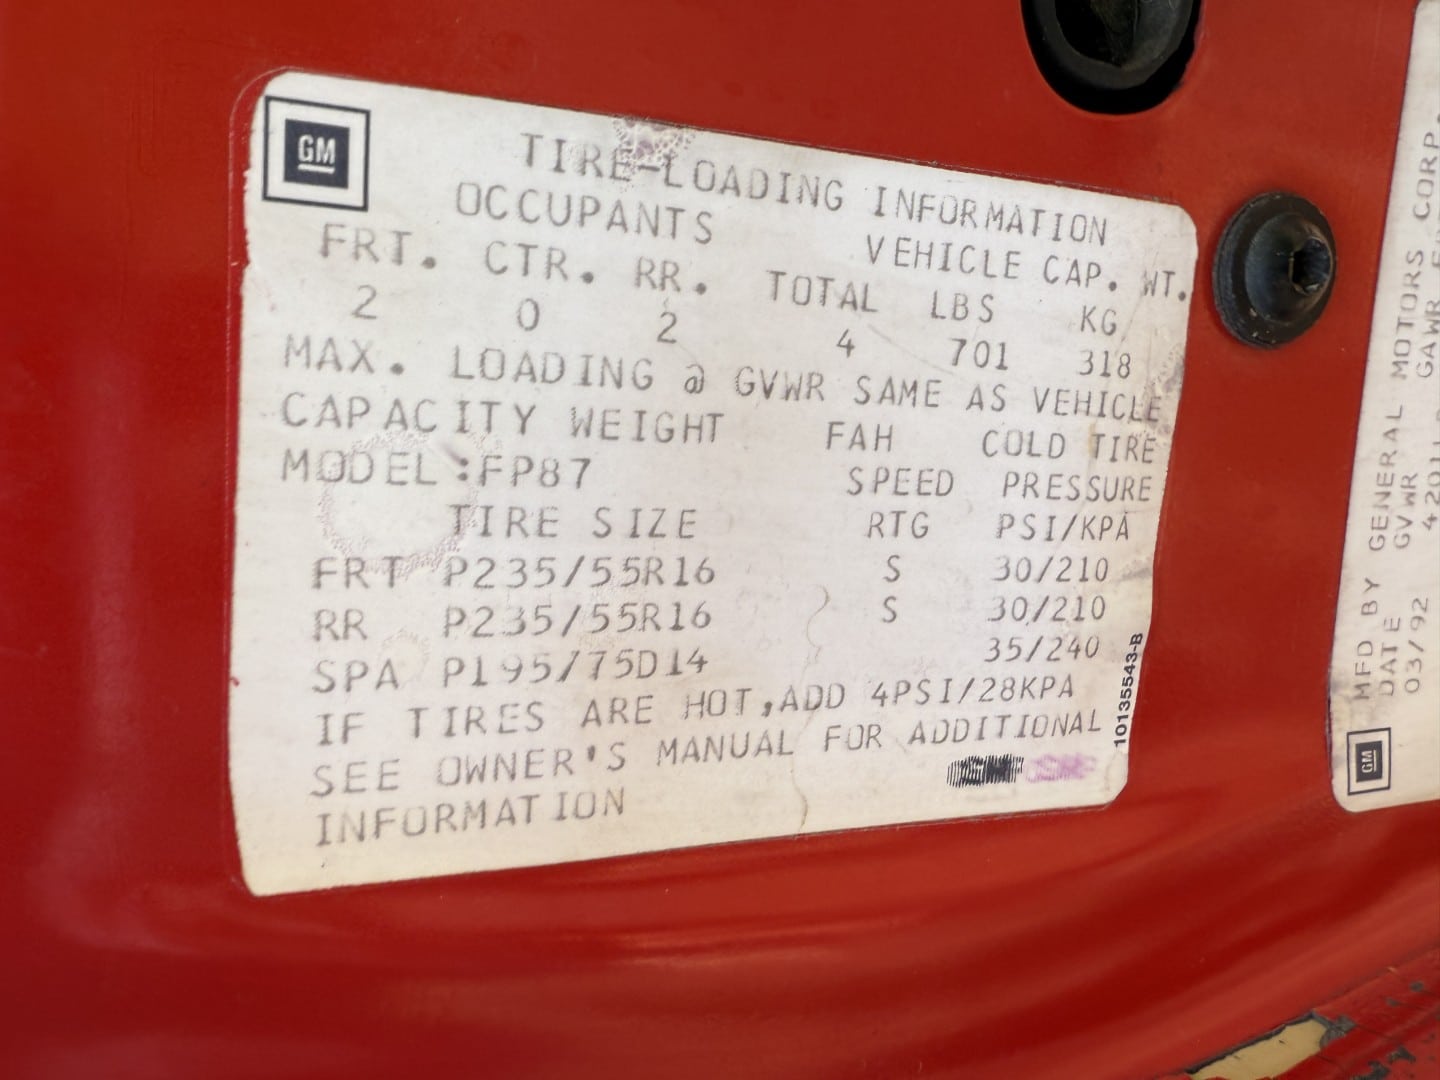 GM
TIRE-LOADING INFORMATION
OCCUPANTS VEHICLE CAP. WT.
FRT. CTR. RR. TOTAL LBS KG
2 0 2 4 701 318
MAX. LOADING @ GVWR SAME AS VEHICLE
CAPACITY WEIGHT FAH COLD TIRE
MODEL:FP87 SPEED PRESSURE
TIRE SIZE RTG PSI/KPA
FRT P235/55R16 S 30/210
RR P235/55R16 S 30/210
SPA P195/75D14 35/240
IF TIRES ARE HOT,ADD 4PSI/28KPA
SEE OWNER'S MANUAL FOR ADDITIONAL
INFORMATION
10135543-B
GM
MFD BY GENERAL MOTORS CORP.
DATE GVWR GAWR
03/92